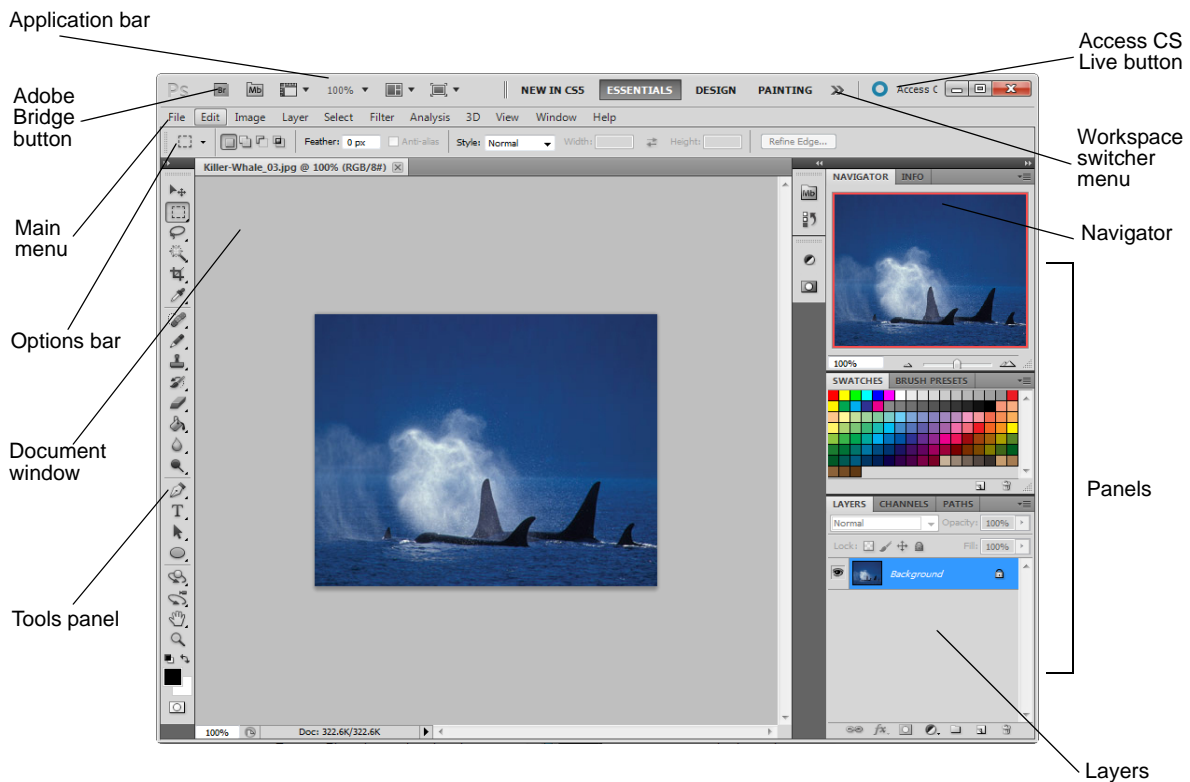 Application bar
Access CS
Live button
Adobe
Bridge
button
Ps Br Mb 100% NEW IN CS5 ESSENTIALS DESIGN PAINTING Access C
File Edit Image Layer Select Filter Analysis 3D View Window Help
Feather: 0 px Anti-alias Style: Normal Width: Height: Refine Edge...
Workspace
switcher
menu
Killer-Whale_03.jpg @ 100% (RGB/8#)
NAVIGATOR INFO
Mb
Main
menu
Navigator
Options bar
100%
SWATCHES BRUSH PRESETS
Document
window
Panels
LAYERS CHANNELS PATHS
Normal Opacity: 100%
Lock: Fill: 100%
Background
T
Tools panel
100% Doc: 322.6K/322.6K
fx.
Layers